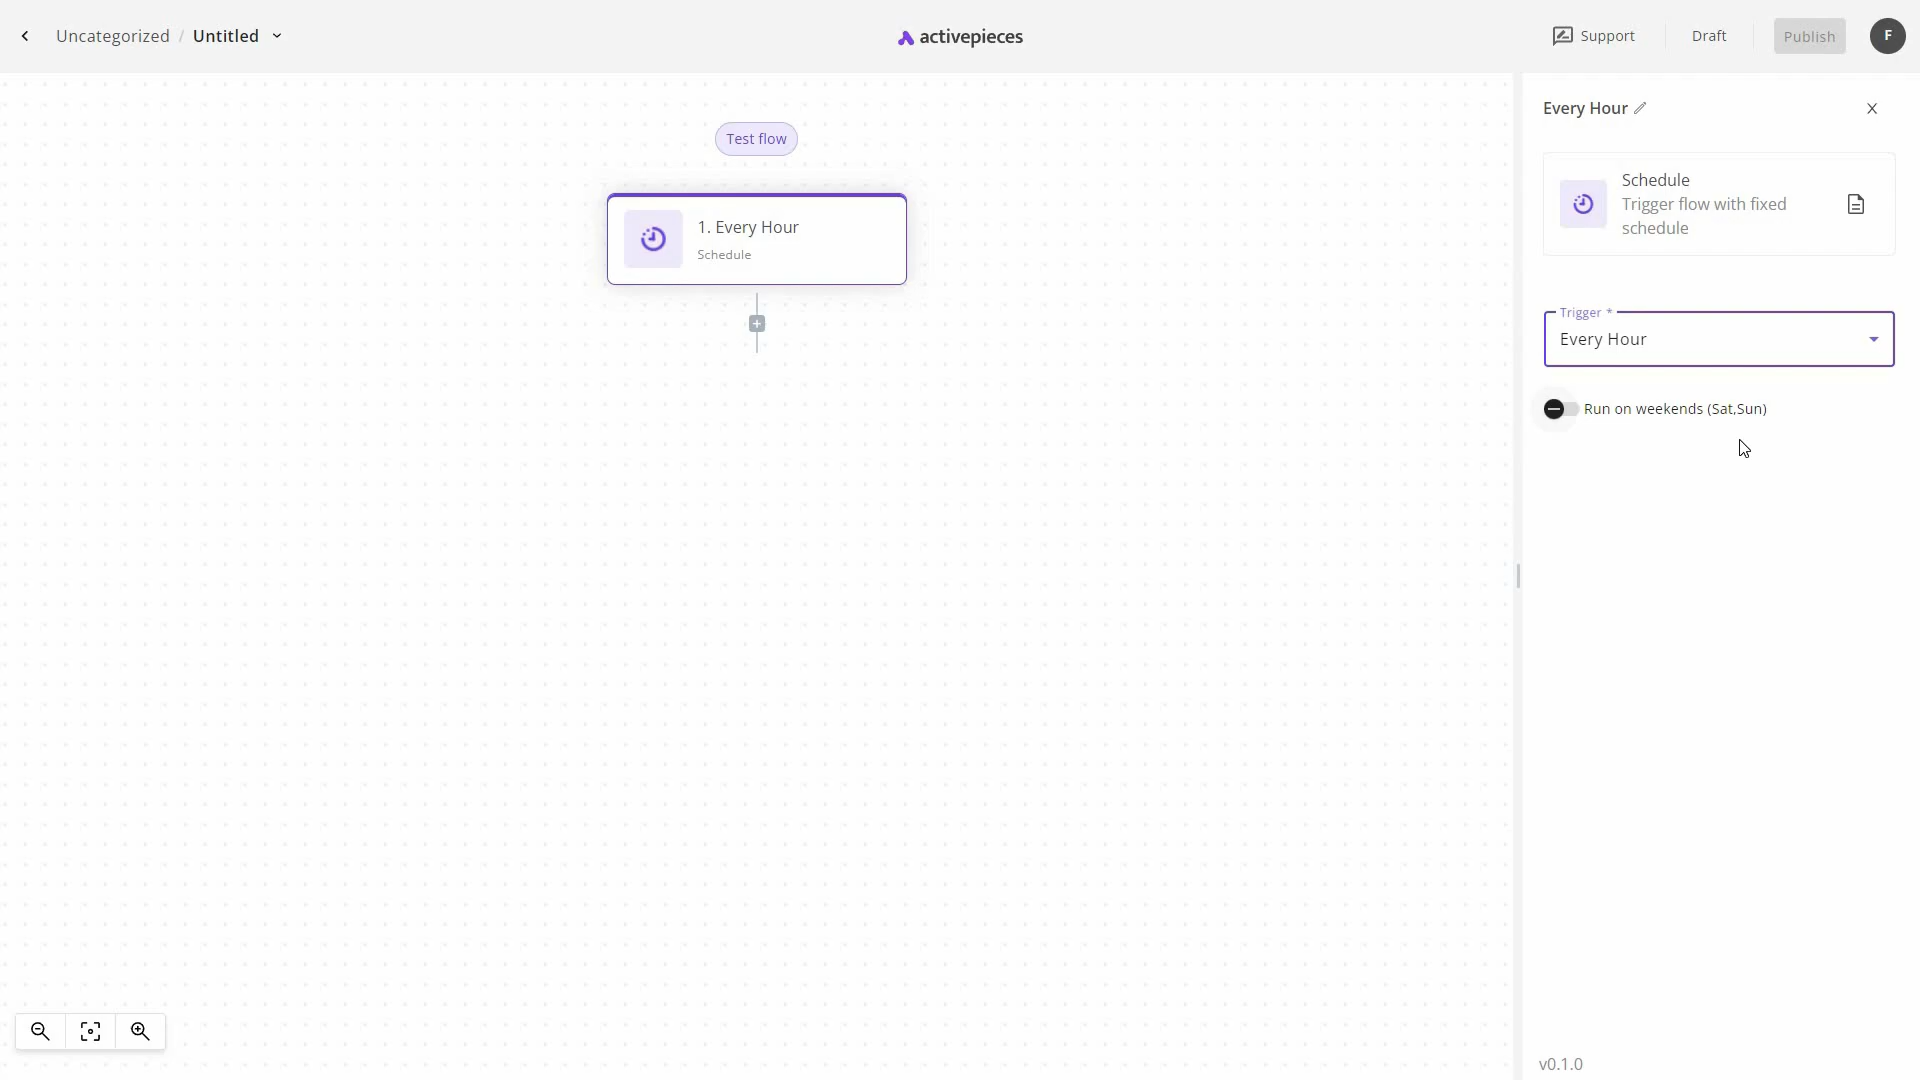 Uncategorized / Untitled
activepieces
Support
Draft
Publish
F
Test flow
1. Every Hour
Schedule
Every Hour
Schedule
Trigger flow with fixed
schedule
Trigger *
Every Hour
Run on weekends (Sat,Sun)
v0.1.0